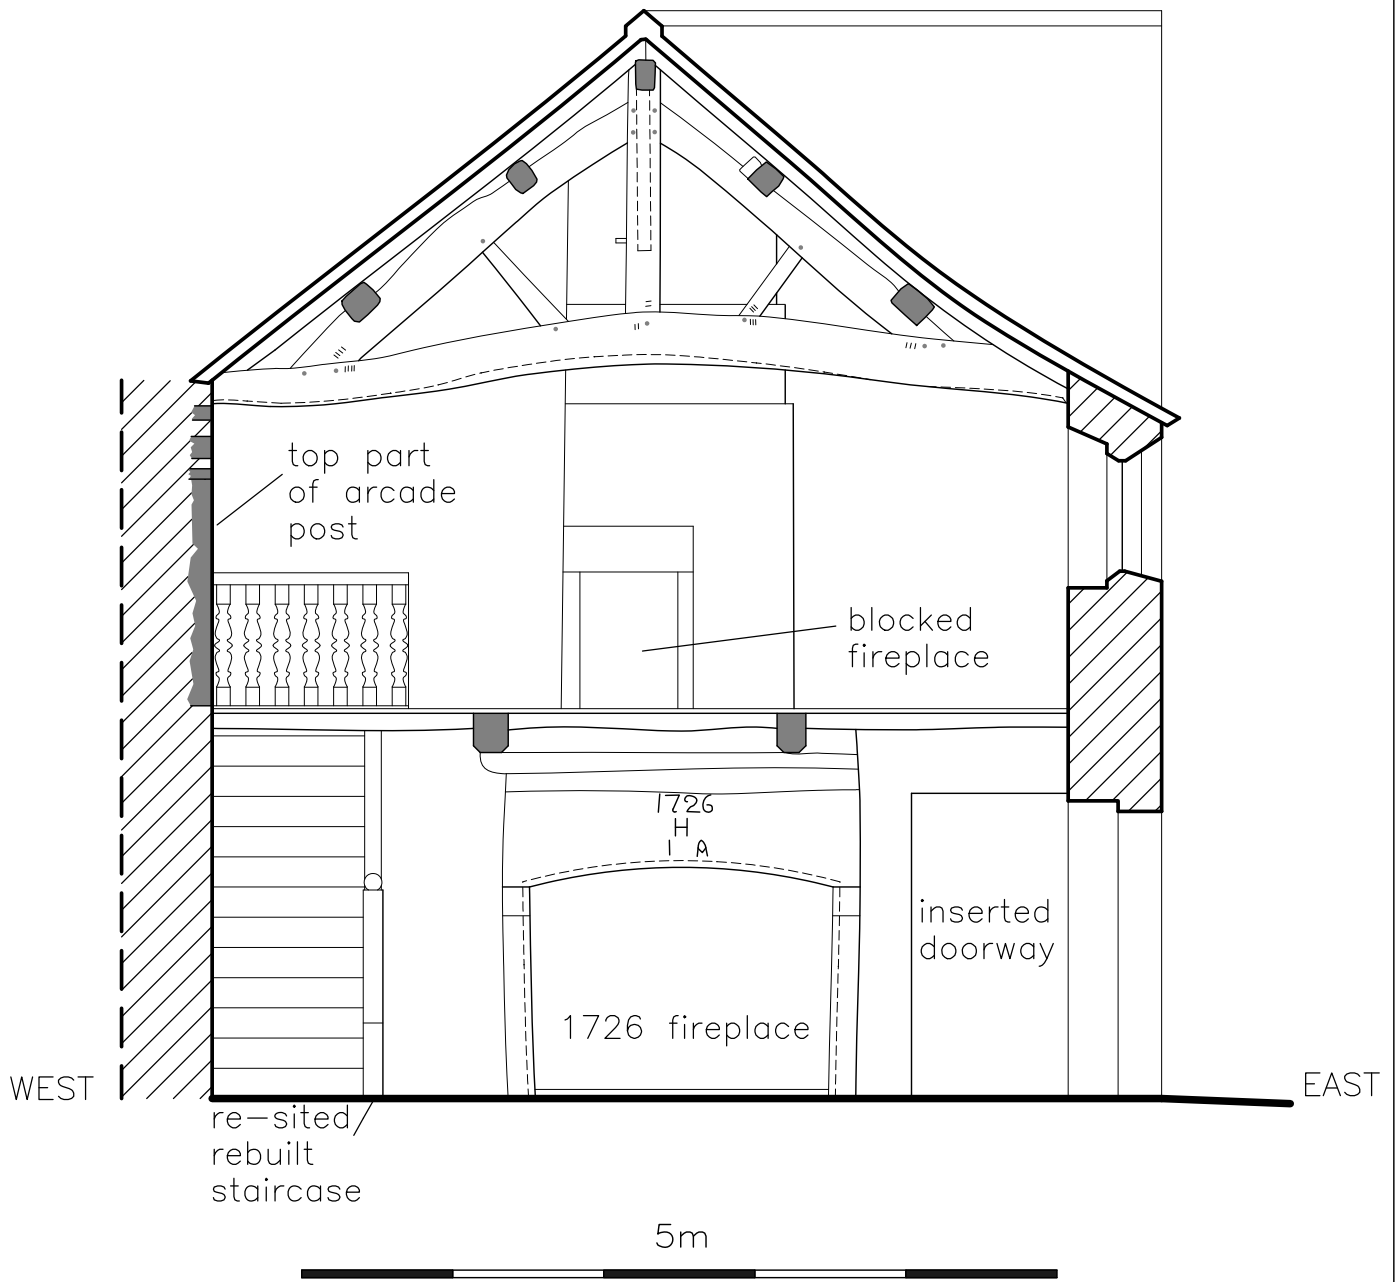 top part
of arcade
post
blocked
fireplace
1726
H
I A
inserted
doorway
1726 fireplace
WEST
EAST
re-sited/
rebuilt
staircase
5m